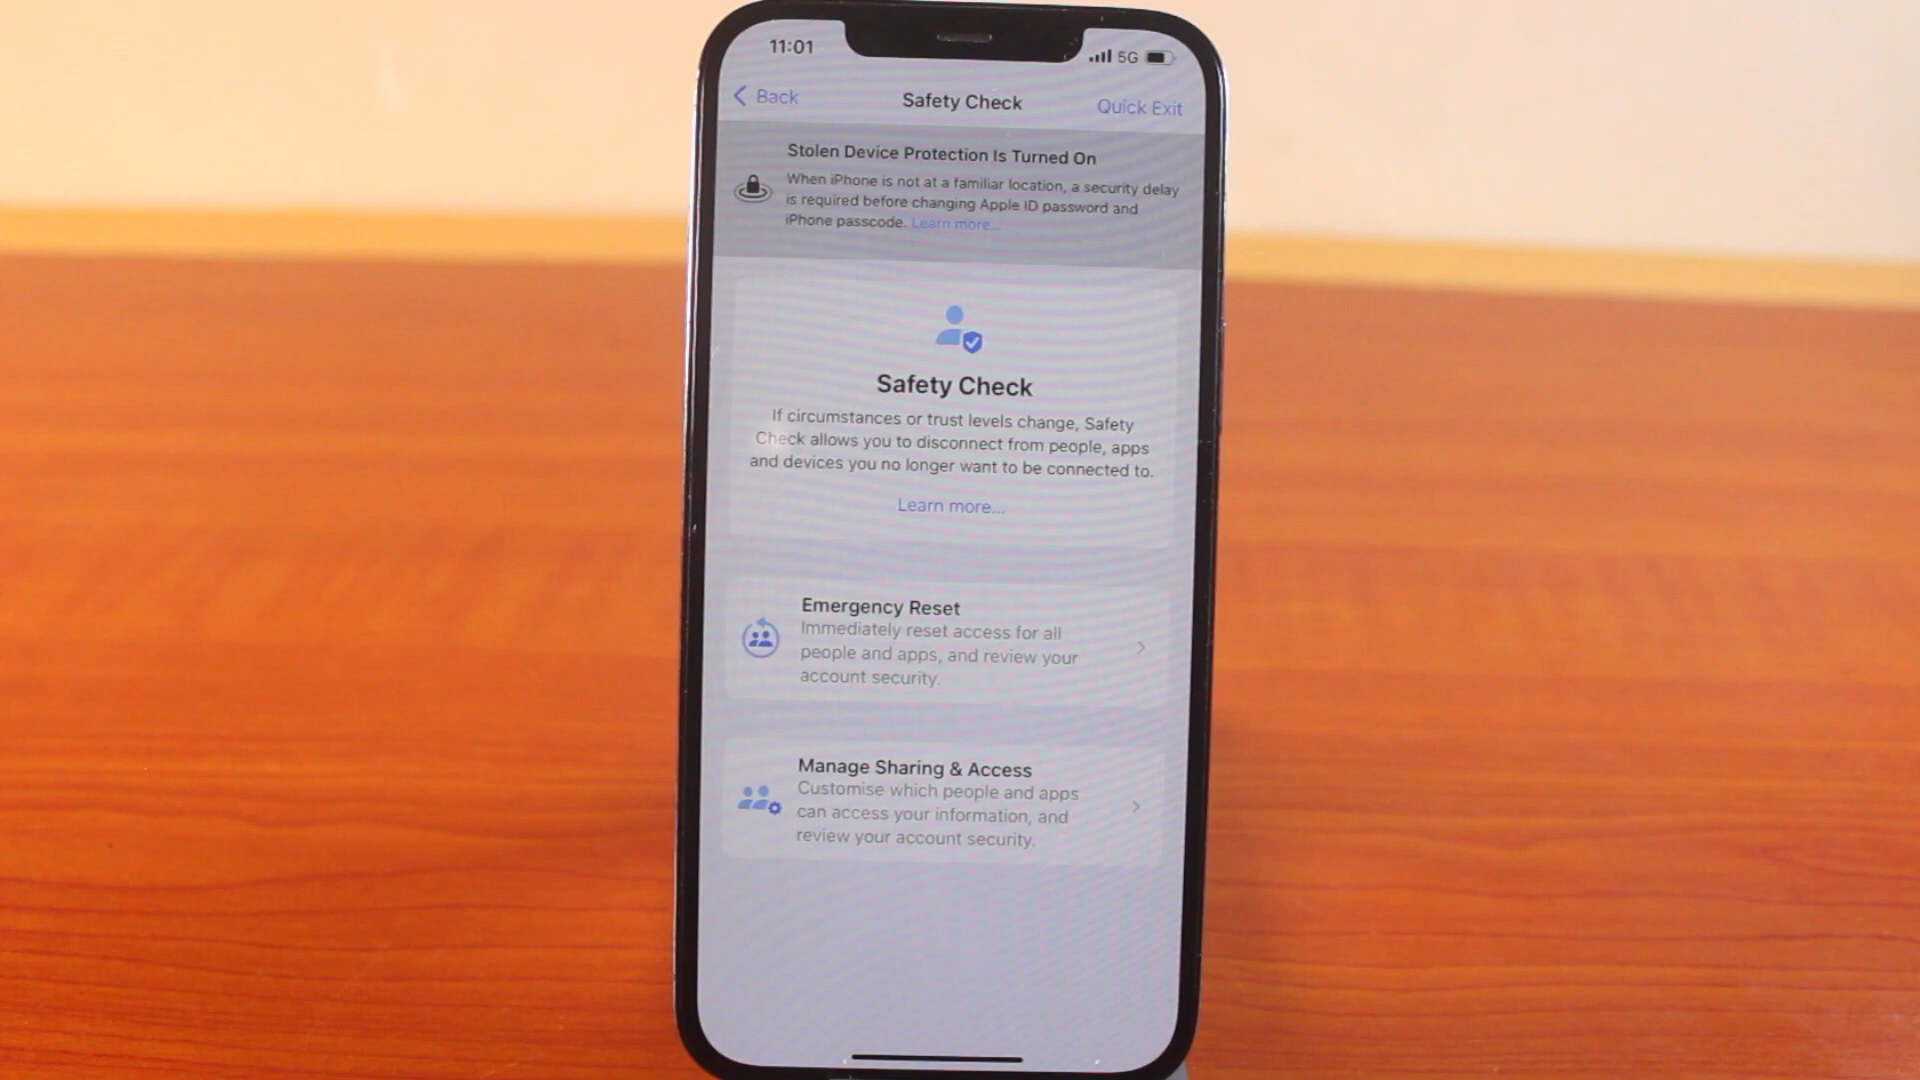 11:01
5G
Back
Safety Check
Quick Exit
Stolen Device Protection Is Turned On
When iPhone is not at a familiar location, a security delay
is required before changing Apple ID password and
iPhone passcode. Learn more...
Safety Check
If circumstances or trust levels change, Safety
Check allows you to disconnect from people, apps
and devices you no longer want to be connected to.
Learn more...
Emergency Reset
Immediately reset access for all
people and apps, and review your
account security.
Manage Sharing & Access
Customise which people and apps
can access your information, and
review your account security.